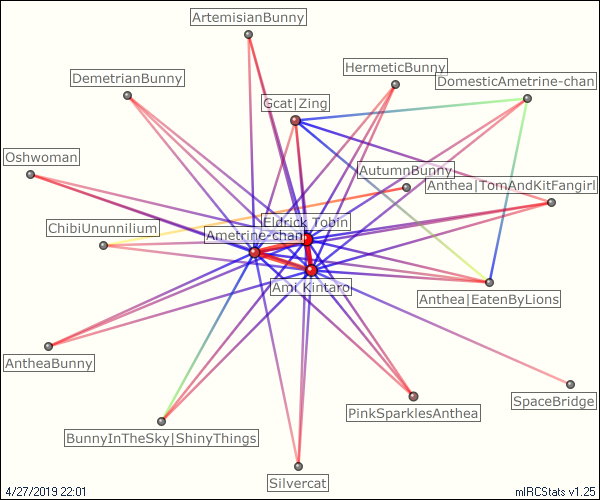 ArtemisianBunny
HermeticBunny
DemetrianBunny
DomesticAmetrine-chan
Gcat|Zing
Oshwoman
AutumnBunny
Anthea|TomAndKitFangirl
Eldrick Tobin
ChibiUnunnilium
Ametrine-chan
Ami Kintaro
Anthea|EatenByLions
AntheaBunny
SpaceBridge
PinkSparklesAnthea
BunnyInTheSky|ShinyThings
Silvercat
4/27/2019 22:01
mIRCStats v1.25